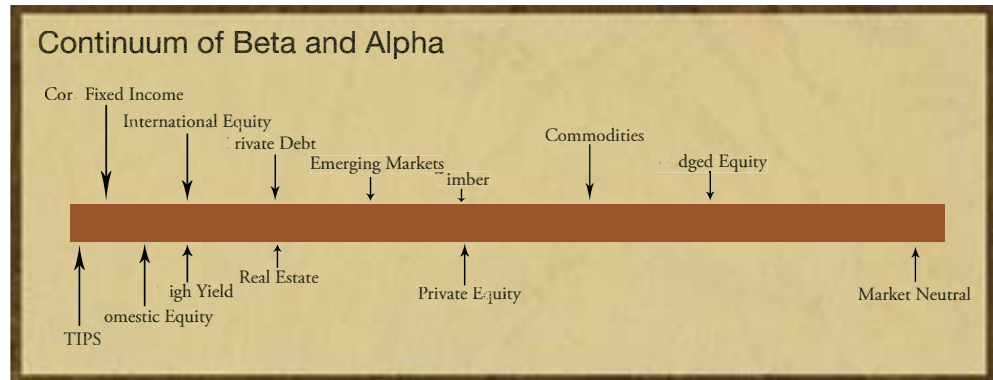 Continuum of Beta and Alpha
Cor Fixed Income
International Equity
rivate Debt
Commodities
Emerging Markets
dged Equity
imber
Real Estate
igh Yield
Private Equity
Market Neutral
omestic Equity
TIPS